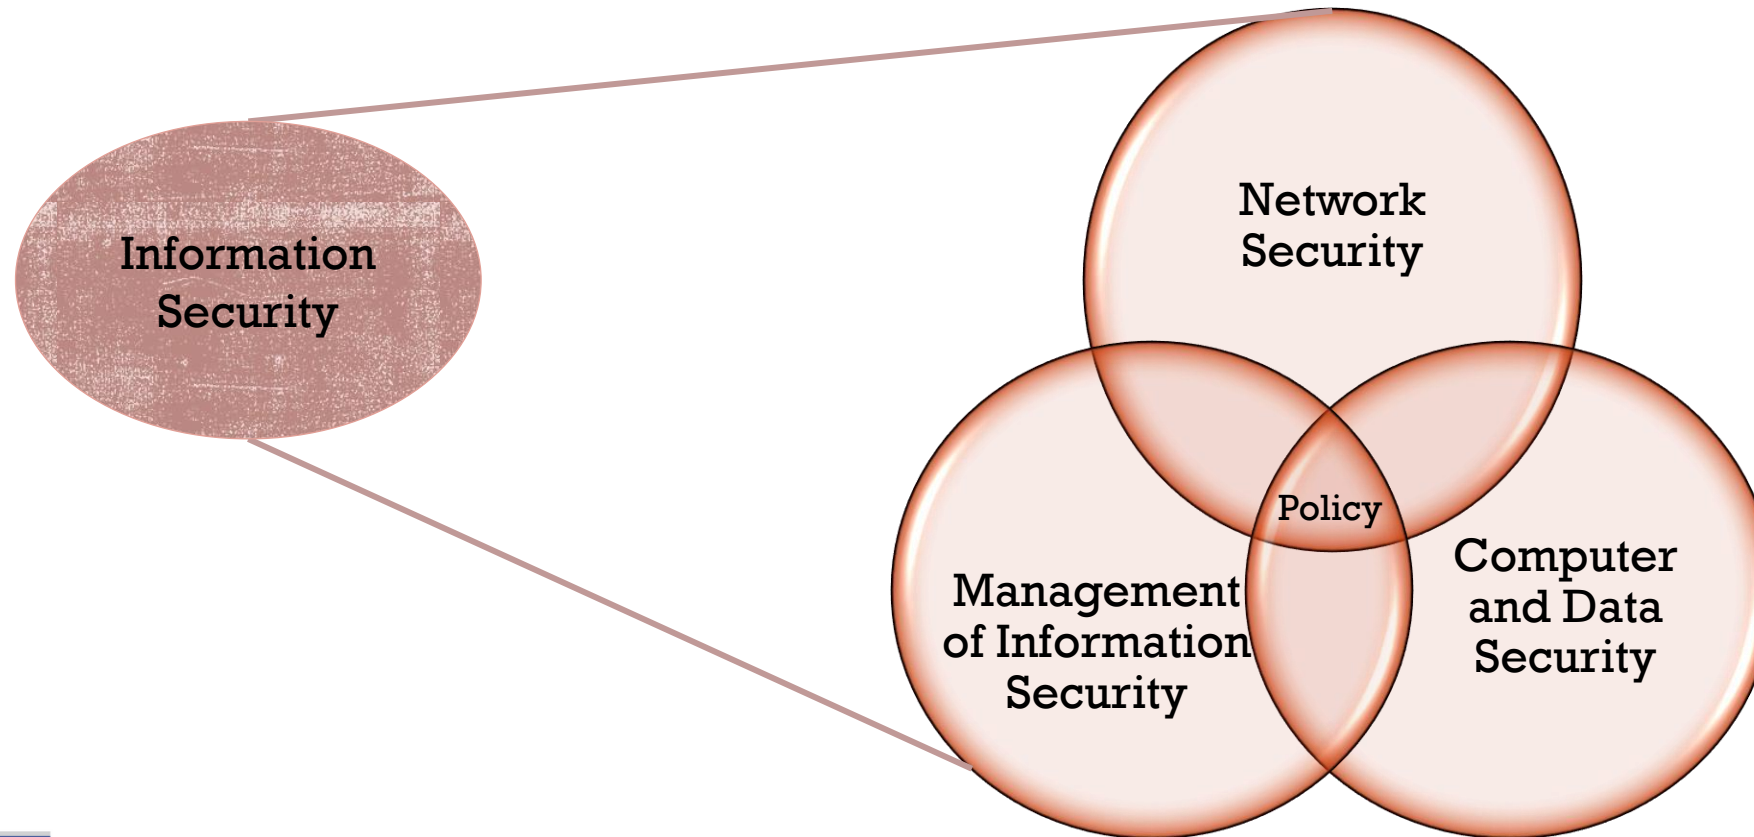 Information
Security
Network
Security
Policy
Management
of Information
Security
Computer
and Data
Security